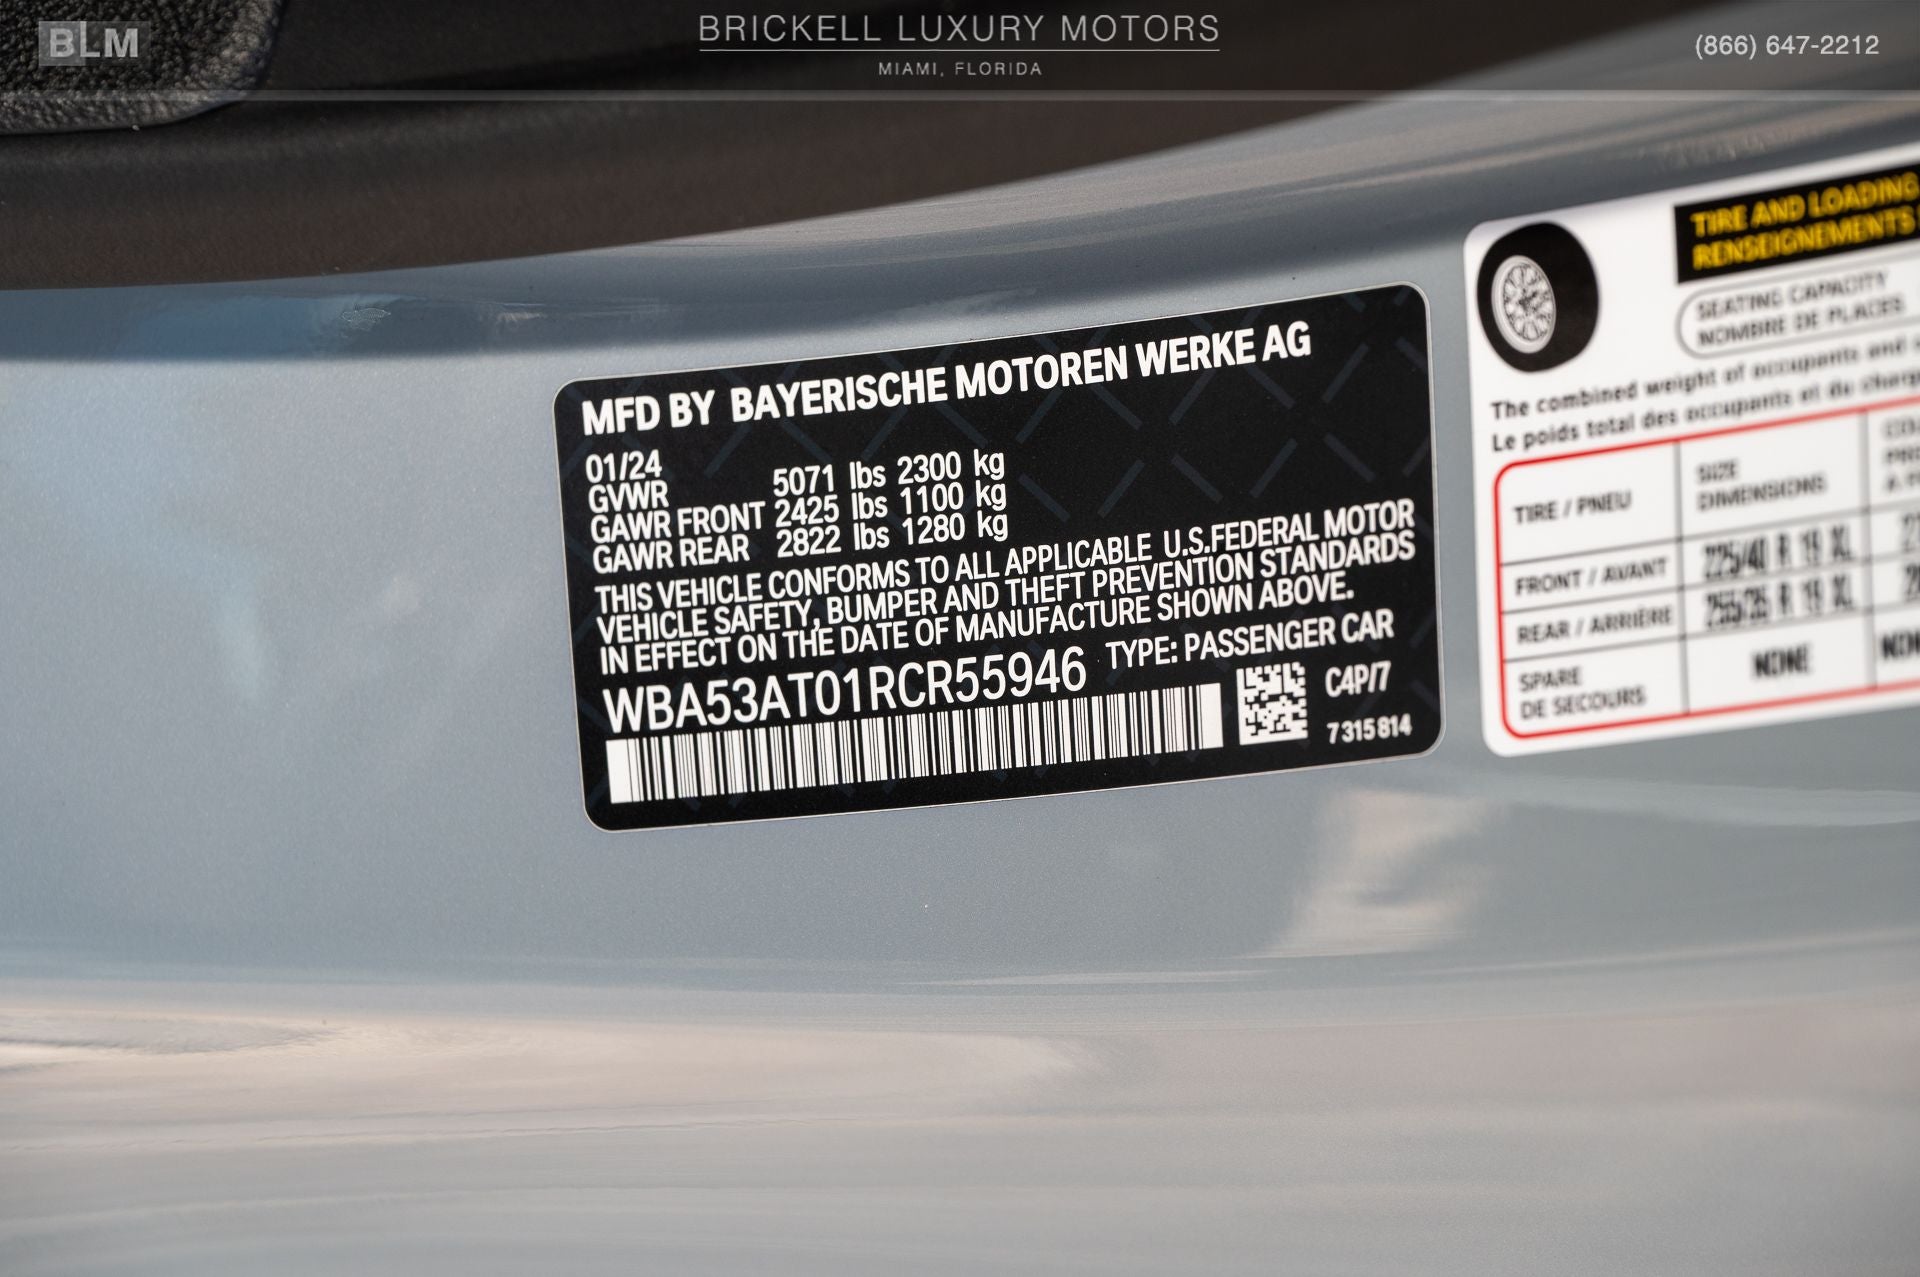 BLM
BRICKELL LUXURY MOTORS
MIAMI, FLORIDA
(866) 647-2212
MFD BY BAYERISCHE MOTOREN WERKE AG
01/24
GVWR 5071 lbs 2300 kg
GAWR FRONT 2425 lbs 1100 kg
GAWR REAR 2822 lbs 1280 kg
THIS VEHICLE CONFORMS TO ALL APPLICABLE U.S.FEDERAL MOTOR
VEHICLE SAFETY, BUMPER AND THEFT PREVENTION STANDARDS
IN EFFECT ON THE DATE OF MANUFACTURE SHOWN ABOVE.
WBA53AT01RCR55946 TYPE: PASSENGER CAR
C4P/7
7315814
TIRE AND LOADING
RENSEIGNEMENTS
SEATING CAPACITY
NOMBRE DE PLACES
The combined weight of occupants and
Le poids total des occupants et du
TIRE / PNEU
SIZE
DIMENSIONS
FRONT / AVANT 225/40 R 19 XL
REAR / ARRIÈRE 255/35 R 19 XL
SPARE
DE SECOURS
NONE